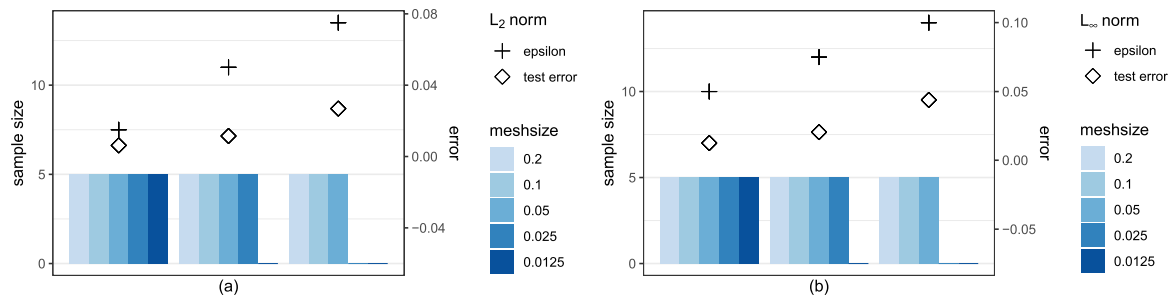 10
5
0
sample size
0.08
0.04
0.00
−0.04
error
(a)
L2 norm
epsilon
test error
meshsize
0.2
0.1
0.05
0.025
0.0125
10
5
0
sample size
0.10
0.05
0.00
−0.05
error
(b)
L∞ norm
epsilon
test error
meshsize
0.2
0.1
0.05
0.025
0.0125